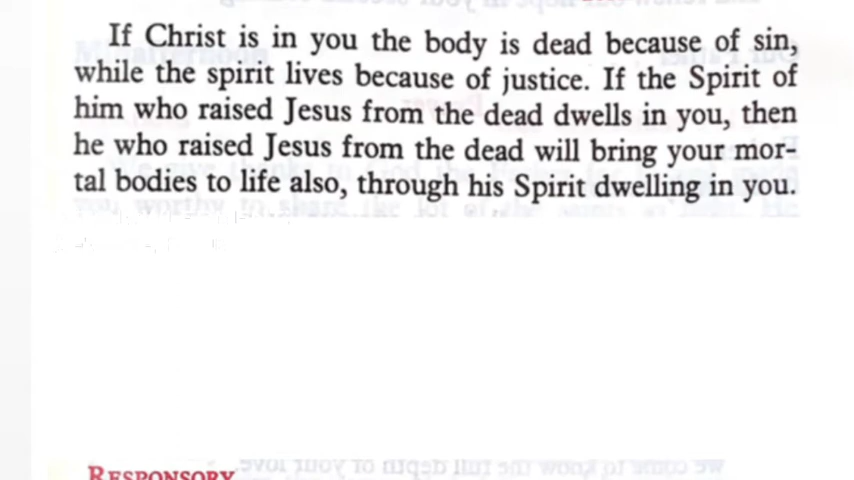 If Christ is in you the body is dead because of sin,
while the spirit lives because of justice. If the Spirit of
him who raised Jesus from the dead dwells in you, then
he who raised Jesus from the dead will bring your mor-
tal bodies to life also, through his Spirit dwelling in you.
RESPONSORY